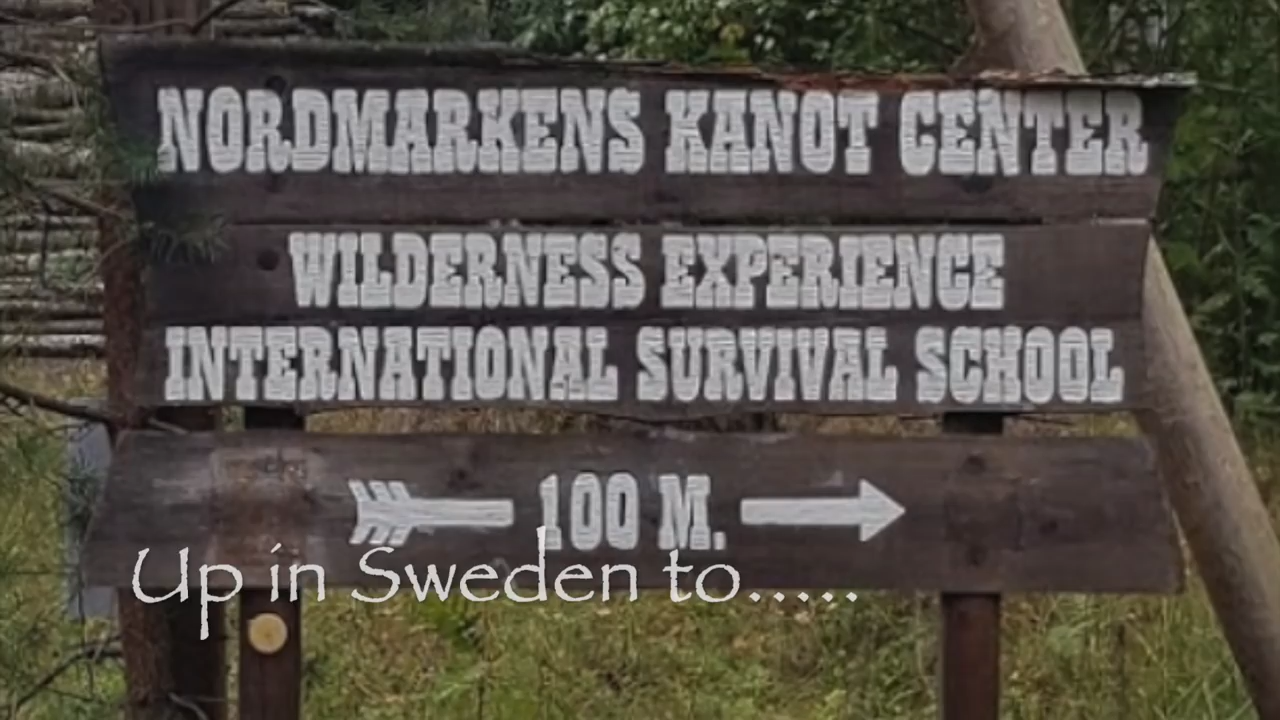 NORDMARKENS KANOT CENTER
WILDERNESS EXPERIENCE
INTERNATIONAL SURVIVAL SCHOOL
100 M.
Up in Sweden to.....